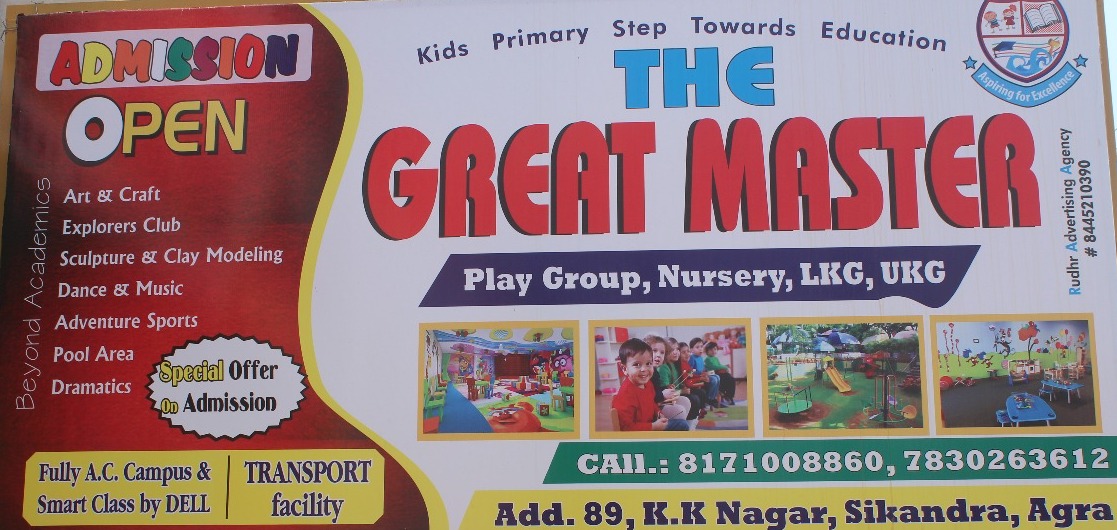 ADMISSION
OPEN
Beyond Academics
Art & Craft
Explorers Club
Sculpture & Clay Modeling
Dance & Music
Adventure Sports
Pool Area
Dramatics
Special Offer
On Admission
Fully A.C. Campus &
Smart Class by DELL
TRANSPORT
facility
Kids Primary Step Towards Education
THE
GREAT MASTER
Aspiring for Excellence
Rudhr Advertising Agency
# 8445210390
Play Group, Nursery, LKG, UKG
CAll.: 8171008860, 7830263612
Add. 89, K.K Nagar, Sikandra, Agra